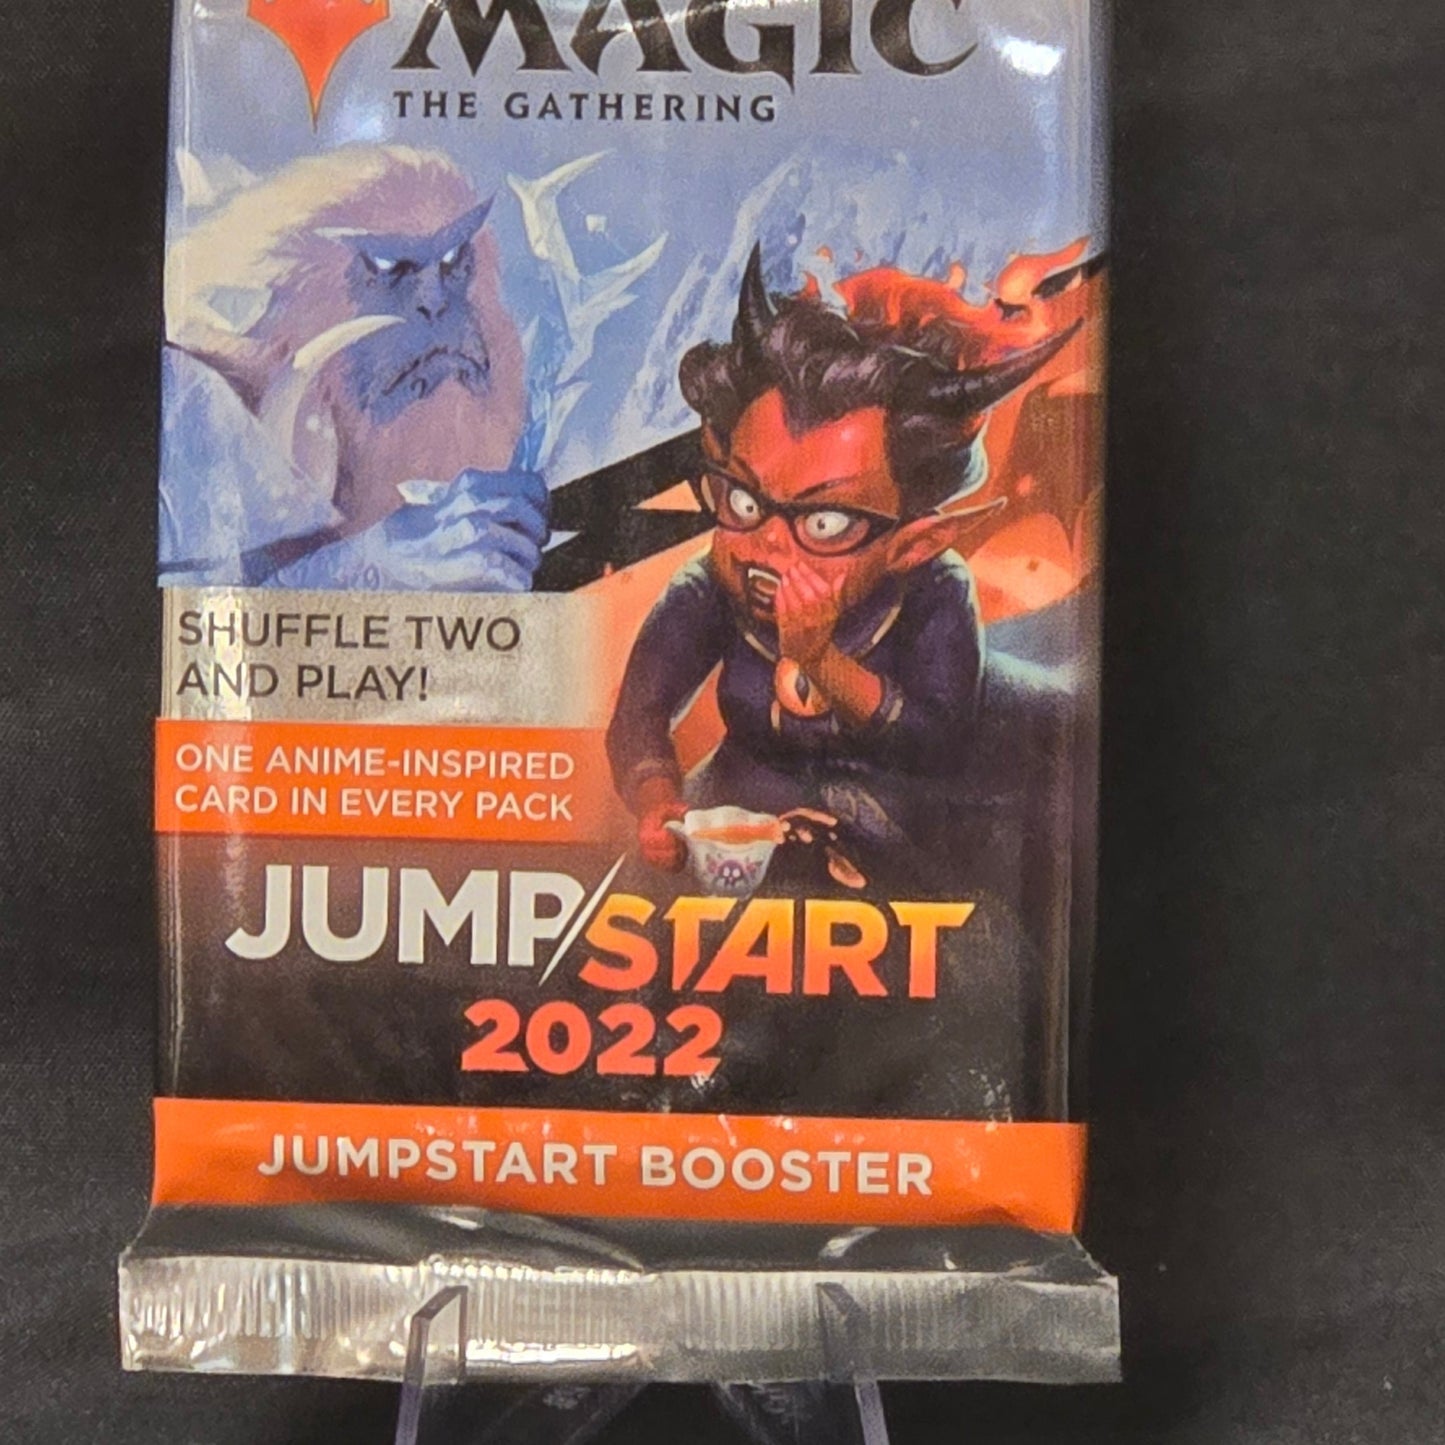 MAGIC
THE GATHERING
SHUFFLE TWO
AND PLAY!
ONE ANIME-INSPIRED
CARD IN EVERY PACK
JUMP/START
2022
JUMPSTART BOOSTER